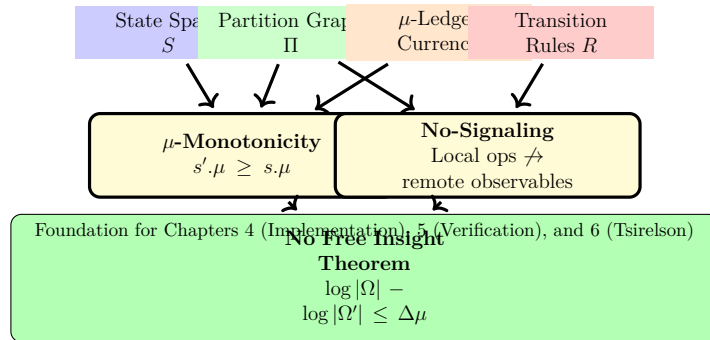 State Spa
S
Partition Grap
Π
μ-Ledge
Currenc
Transition
Rules R
μ-Monotonicity
s′.μ ≥ s.μ
No-Signaling
Local ops ↛
remote observables
Foundation for Chapters 4 (Implementation), 5 (Verification), and 6 (Tsirelson)
No Free Insight
Theorem
log |Ω| −
log |Ω′| ≤ Δμ